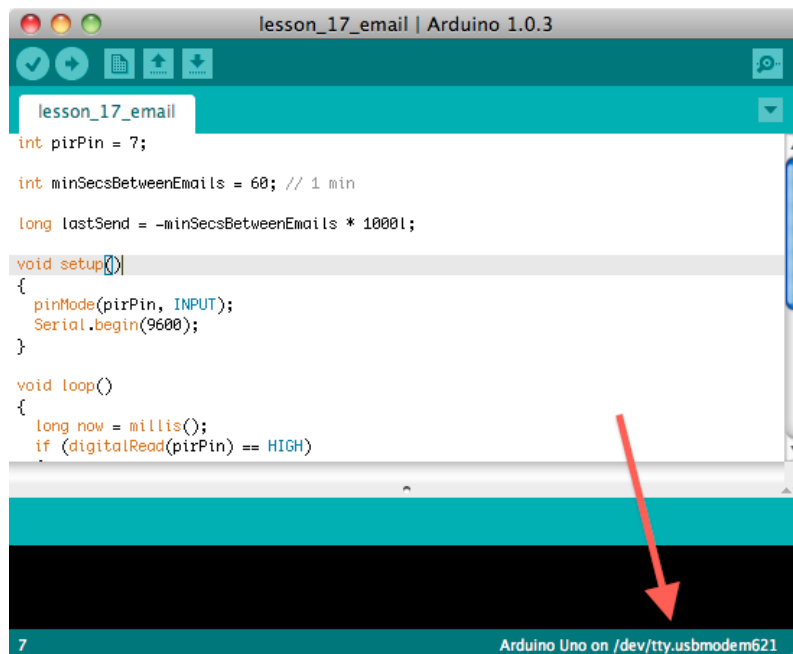 lesson_17_email | Arduino 1.0.3
lesson_17_email
int pirPin = 7;
int minSecsBetweenEmails = 60; // 1 min
long lastSend = -minSecsBetweenEmails * 1000l;
void setup()
{
pinMode(pirPin, INPUT);
Serial.begin(9600);
}
void loop()
{
long now = millis();
if (digitalRead(pirPin) == HIGH)
7
Arduino Uno on /dev/tty.usbmodem621